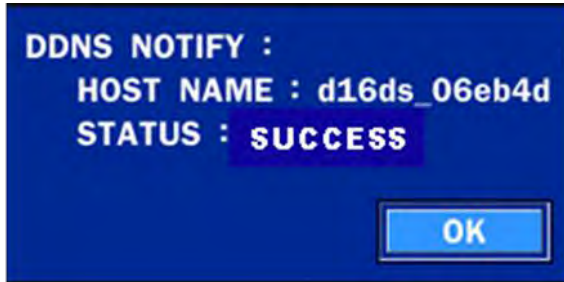 DDNS NOTIFY :
HOST NAME : d16ds_06eb4d
STATUS : SUCCESS
OK